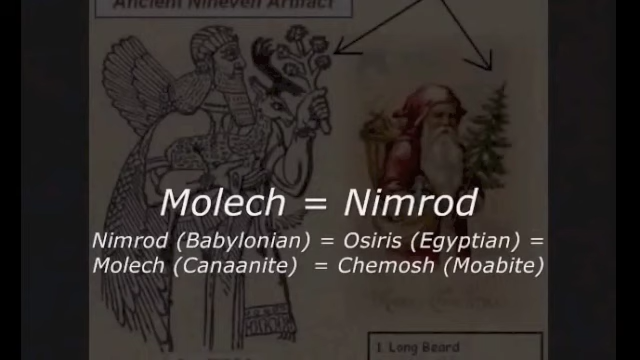 Ancient Nineveh Artifact
Molech = Nimrod
Nimrod (Babylonian) = Osiris (Egyptian) =
Molech (Canaanite) = Chemosh (Moabite)
1 Long Beard